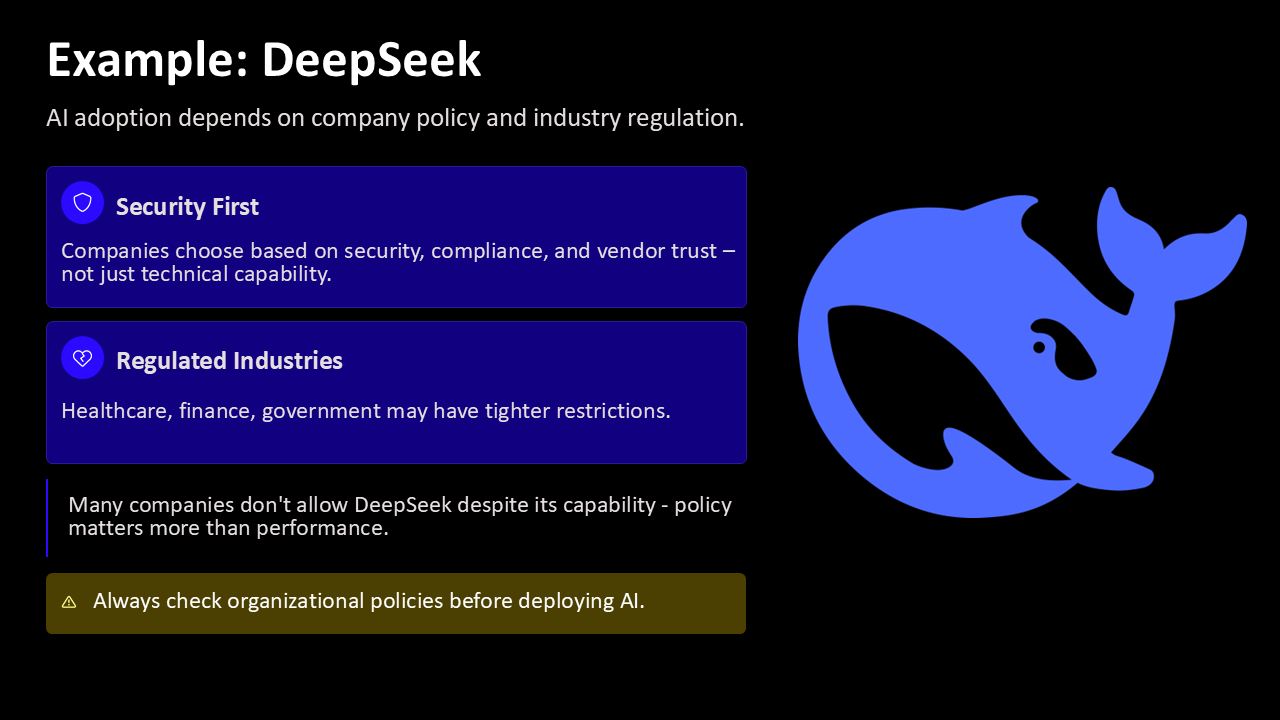 Example: DeepSeek
AI adoption depends on company policy and industry regulation.
Security First
Companies choose based on security, compliance, and vendor trust –
not just technical capability.
Regulated Industries
Healthcare, finance, government may have tighter restrictions.
Many companies don't allow DeepSeek despite its capability - policy
matters more than performance.
Always check organizational policies before deploying AI.